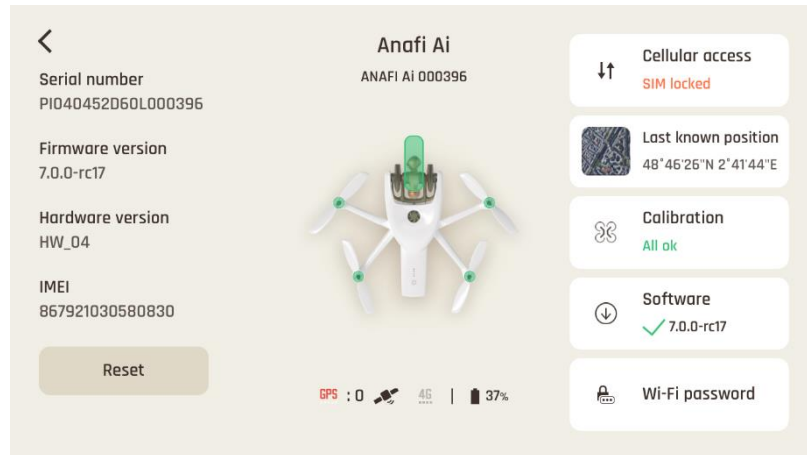 Serial number
PI040452D60L000396
Firmware version
7.0.0-rc17
Hardware version
HW_04
IMEI
867921030580830
Reset
Anafi Ai
ANAFI Ai 000396
GPS : 0 4G | 37%
Cellular access
SIM locked
Last known position
48°46'26"N 2°41'44"E
Calibration
All ok
Software
7.0.0-rc17
Wi-Fi password